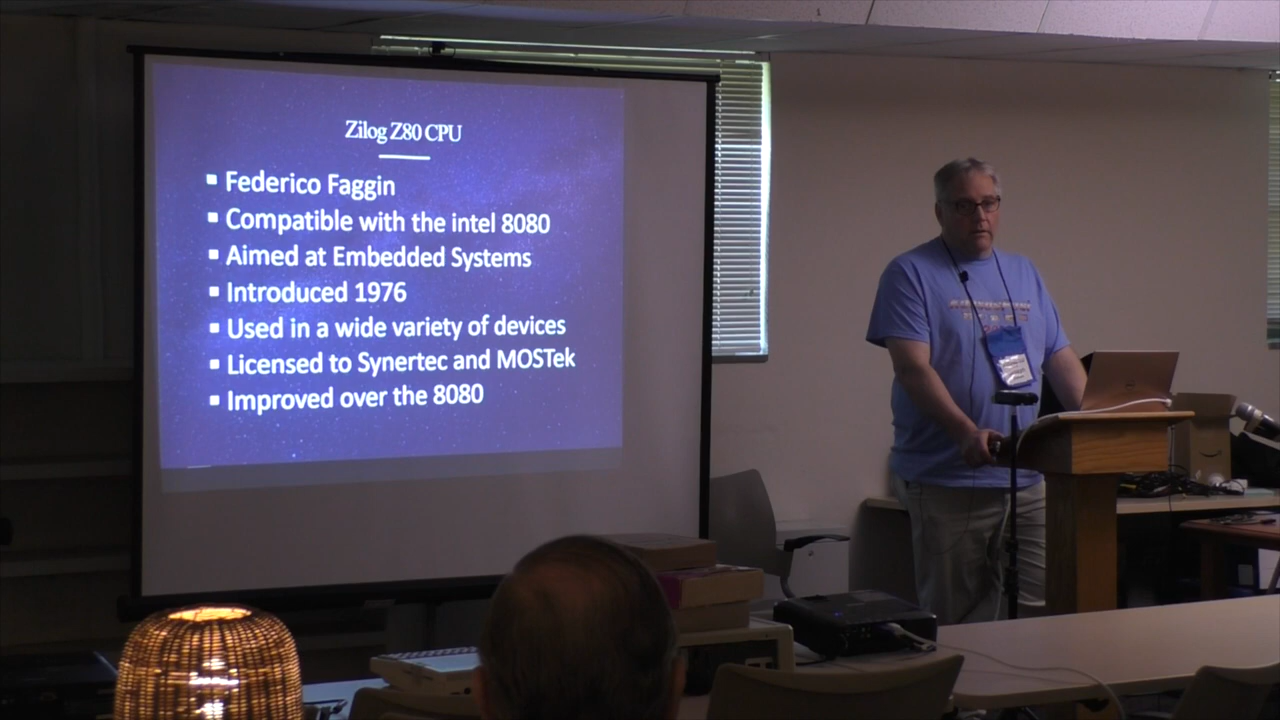 Zilog Z80 CPU
Federico Faggin
Compatible with the intel 8080
Aimed at Embedded Systems
Introduced 1976
Used in a wide variety of devices
Licensed to Synertec and MOSTek
Improved over the 8080